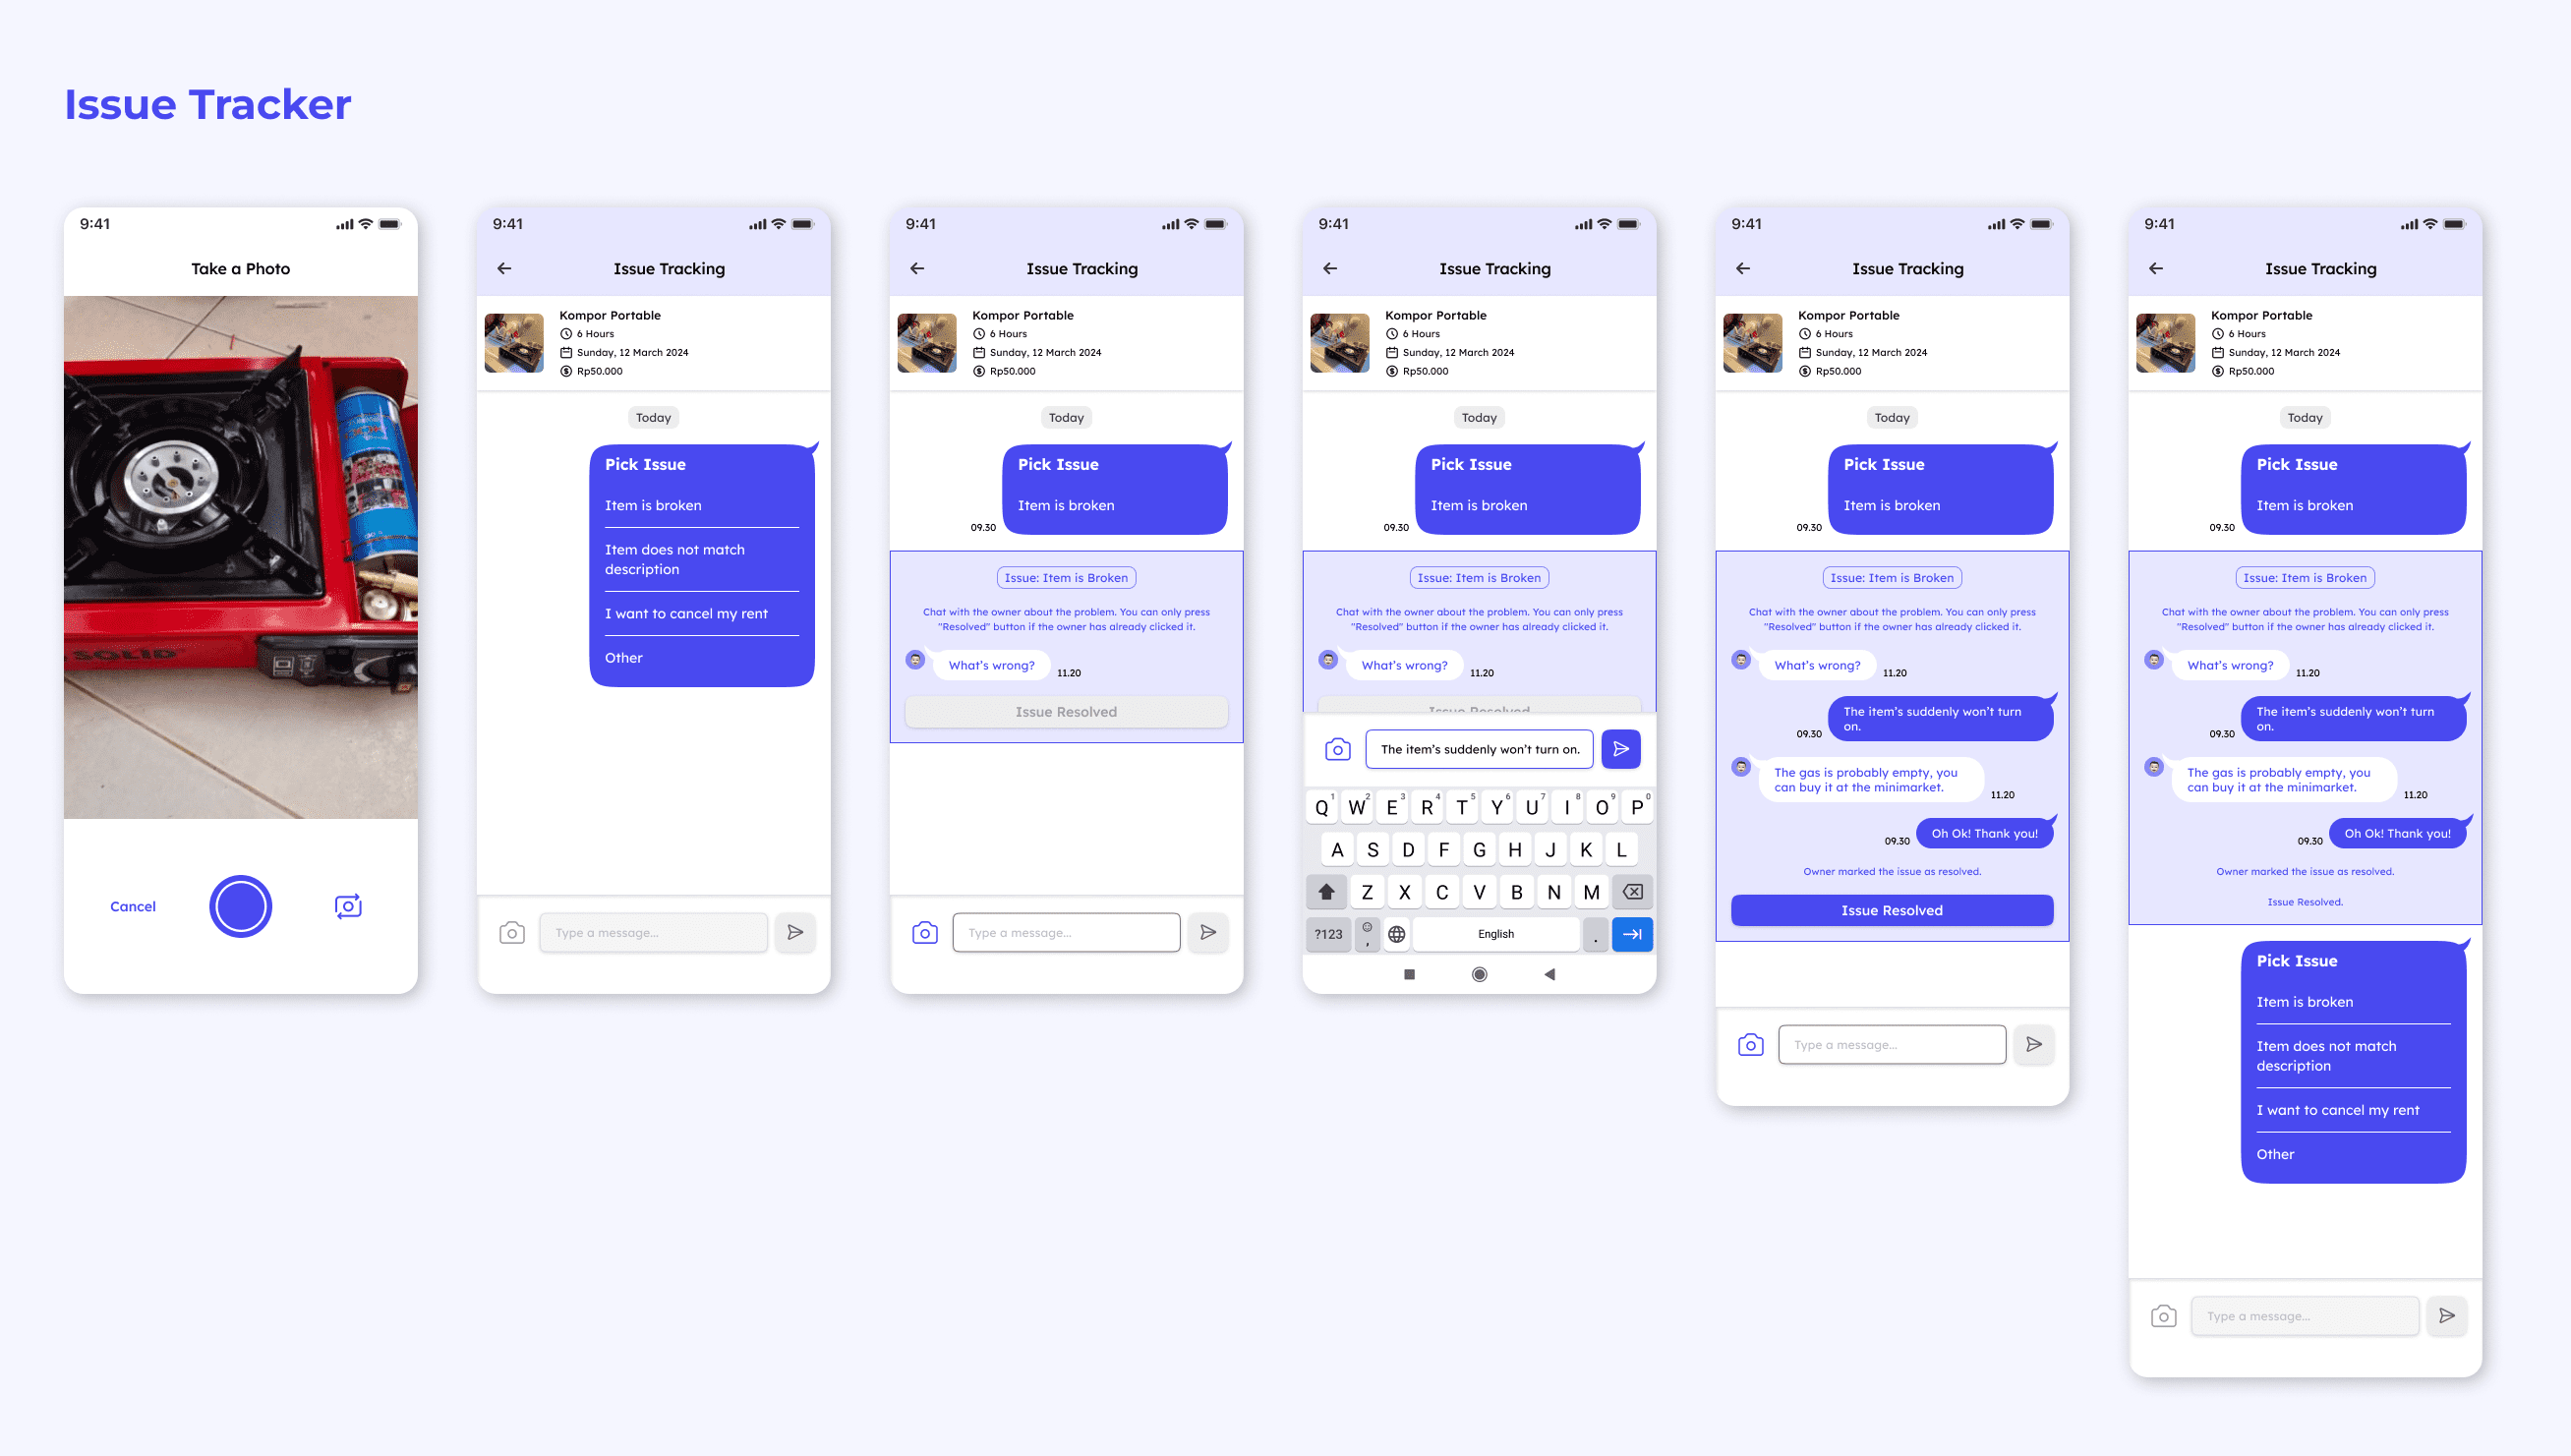 Issue Tracker
9:41
Take a Photo
SOLID
Cancel
9:41
Issue Tracking
Kompor Portable
6 Hours
Sunday, 12 March 2024
Rp50.000
Today
Pick Issue
Item is broken
Item does not match
description
I want to cancel my rent
Other
Type a message...
9:41
Issue Tracking
Kompor Portable
6 Hours
Sunday, 12 March 2024
Rp50.000
Today
Pick Issue
Item is broken
09.30
Issue: Item is Broken
Chat with the owner about the problem. You can only press
"Resolved" button if the owner has already clicked it.
What's wrong?
11.20
Issue Resolved
Type a message...
9:41
Issue Tracking
Kompor Portable
6 Hours
Sunday, 12 March 2024
Rp50.000
Today
Pick Issue
Item is broken
09.30
Issue: Item is Broken
Chat with the owner about the problem. You can only press
"Resolved" button if the owner has already clicked it.
What's wrong?
11.20
Issue Resolved
The item's suddenly won't turn on.
Q1 W2 E3 R4 T5 Y6 U7 I8 O9 P0
A S D F G H J K L
Z X C V B N M
?123 , English .
9:41
Issue Tracking
Kompor Portable
6 Hours
Sunday, 12 March 2024
Rp50.000
Today
Pick Issue
Item is broken
09.30
Issue: Item is Broken
Chat with the owner about the problem. You can only press
"Resolved" button if the owner has already clicked it.
What's wrong?
11.20
The item's suddenly won't turn
on.
09.30
The gas is probably empty, you
can buy it at the minimarket.
11.20
Oh Ok! Thank you!
09.30
Owner marked the issue as resolved.
Issue Resolved
Type a message...
9:41
Issue Tracking
Kompor Portable
6 Hours
Sunday, 12 March 2024
Rp50.000
Today
Pick Issue
Item is broken
09.30
Issue: Item is Broken
Chat with the owner about the problem. You can only press
"Resolved" button if the owner has already clicked it.
What's wrong?
11.20
The item's suddenly won't turn
on.
09.30
The gas is probably empty, you
can buy it at the minimarket.
11.20
Oh Ok! Thank you!
09.30
Owner marked the issue as resolved.
Issue Resolved.
Pick Issue
Item is broken
Item does not match
description
I want to cancel my rent
Other
Type a message...